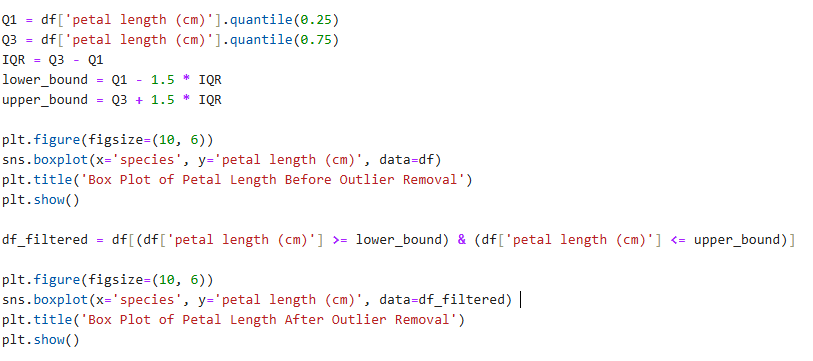 Q1 = df['petal length (cm)'].quantile(0.25)
Q3 = df['petal length (cm)'].quantile(0.75)
IQR = Q3 - Q1
lower_bound = Q1 - 1.5 * IQR
upper_bound = Q3 + 1.5 * IQR
plt.figure(figsize=(10, 6))
sns.boxplot(x='species', y='petal length (cm)', data=df)
plt.title('Box Plot of Petal Length Before Outlier Removal')
plt.show()
df_filtered = df[(df['petal length (cm)'] >= lower_bound) & (df['petal length (cm)'] <= upper_bound)]
plt.figure(figsize=(10, 6))
sns.boxplot(x='species', y='petal length (cm)', data=df_filtered)
plt.title('Box Plot of Petal Length After Outlier Removal')
plt.show()